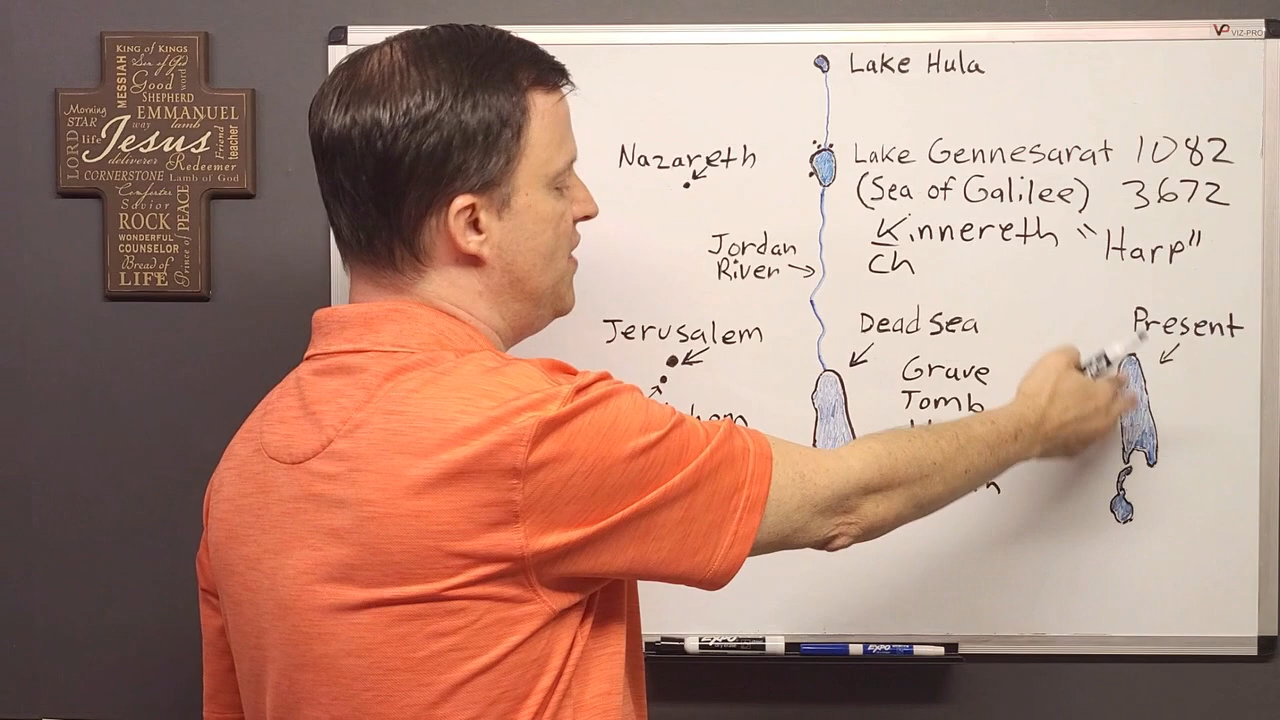 KING of KINGS
Son of God
MESSIAH
Good
word
SHEPHERD
Morning
STAR
EMMANUEL
way
lamb
LORD
life
Jesus
Friend
teacher
deliverer
Redeemer
CORNERSTONE
Lamb of God
Comforter
Savior
ROCK
PEACE
Prince of
WONDERFUL
COUNSELOR
Bread of
LIFE
VIZ-PRO
Lake Hula
Nazareth
Lake Gennesarat 1082
(Sea of Galilee) 3672
Kinnereth "Harp"
ch
Jordan
River
Jerusalem
Dead Sea
Present
Grave
Tomb
EXPO
EXPO